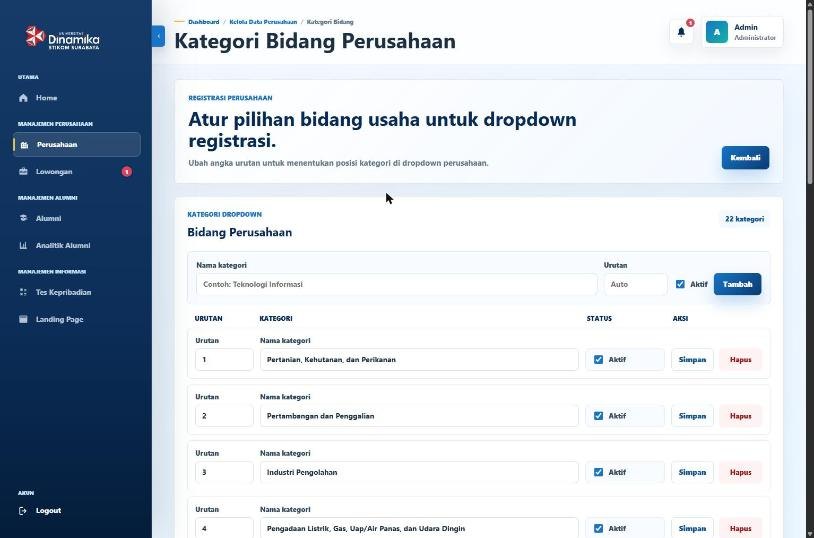 UNIVERSITAS
Dinamika
STIKOM SURABAYA
UTAMA
Home
MANAJEMEN PERUSAHAAN
Perusahaan
Lowongan
1
MANAJEMEN ALUMNI
Alumni
Analitik Alumni
MANAJEMEN INFORMASI
Tes Kepribadian
Landing Page
AKUN
Logout
Dashboard / Kelola Data Perusahaan / Kategori Bidang
Kategori Bidang Perusahaan
A
Admin
Administrator
REGISTRASI PERUSAHAAN
Atur pilihan bidang usaha untuk dropdown
registrasi.
Ubah angka urutan untuk menentukan posisi kategori di dropdown perusahaan.
Kembali
KATEGORI DROPDOWN
22 kategori
Bidang Perusahaan
Nama kategori Urutan
Contoh: Teknologi Informasi Auto Aktif Tambah
URUTAN KATEGORI STATUS AKSI
Urutan Nama kategori
1 Pertanian, Kehutanan, dan Perikanan Aktif Simpan Hapus
Urutan Nama kategori
2 Pertambangan dan Penggalian Aktif Simpan Hapus
Urutan Nama kategori
3 Industri Pengolahan Aktif Simpan Hapus
Urutan Nama kategori
4 Pengadaan Listrik, Gas, Uap/Air Panas, dan Udara Dingin Aktif Simpan Hapus